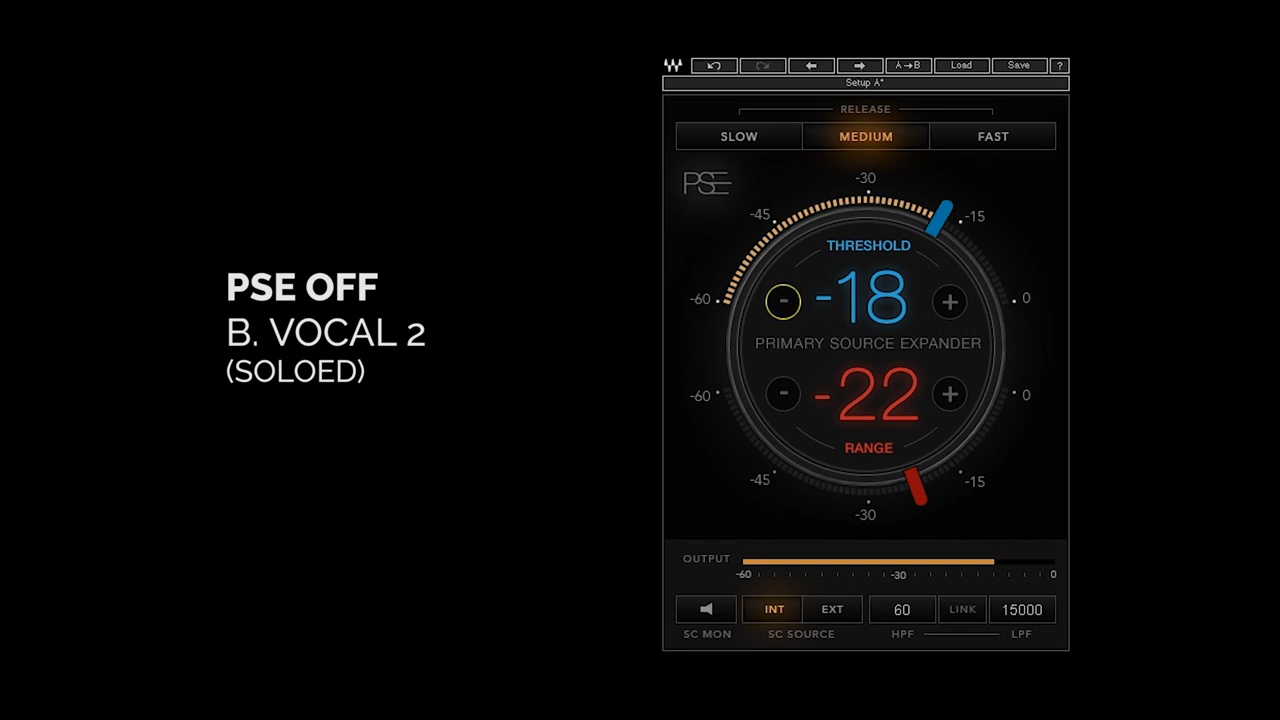 PSE OFF
B. VOCAL 2
(SOLOED)
A→B
Load
Save
?
Setup A*
RELEASE
SLOW
MEDIUM
FAST
PSE
-30
-45
-15
-60
0
THRESHOLD
- -18 +
PRIMARY SOURCE EXPANDER
- -22 +
RANGE
-60
0
-45
-15
-30
OUTPUT
-60
-30
0
INT
EXT
60
LINK
15000
SC MON
SC SOURCE
HPF
LPF